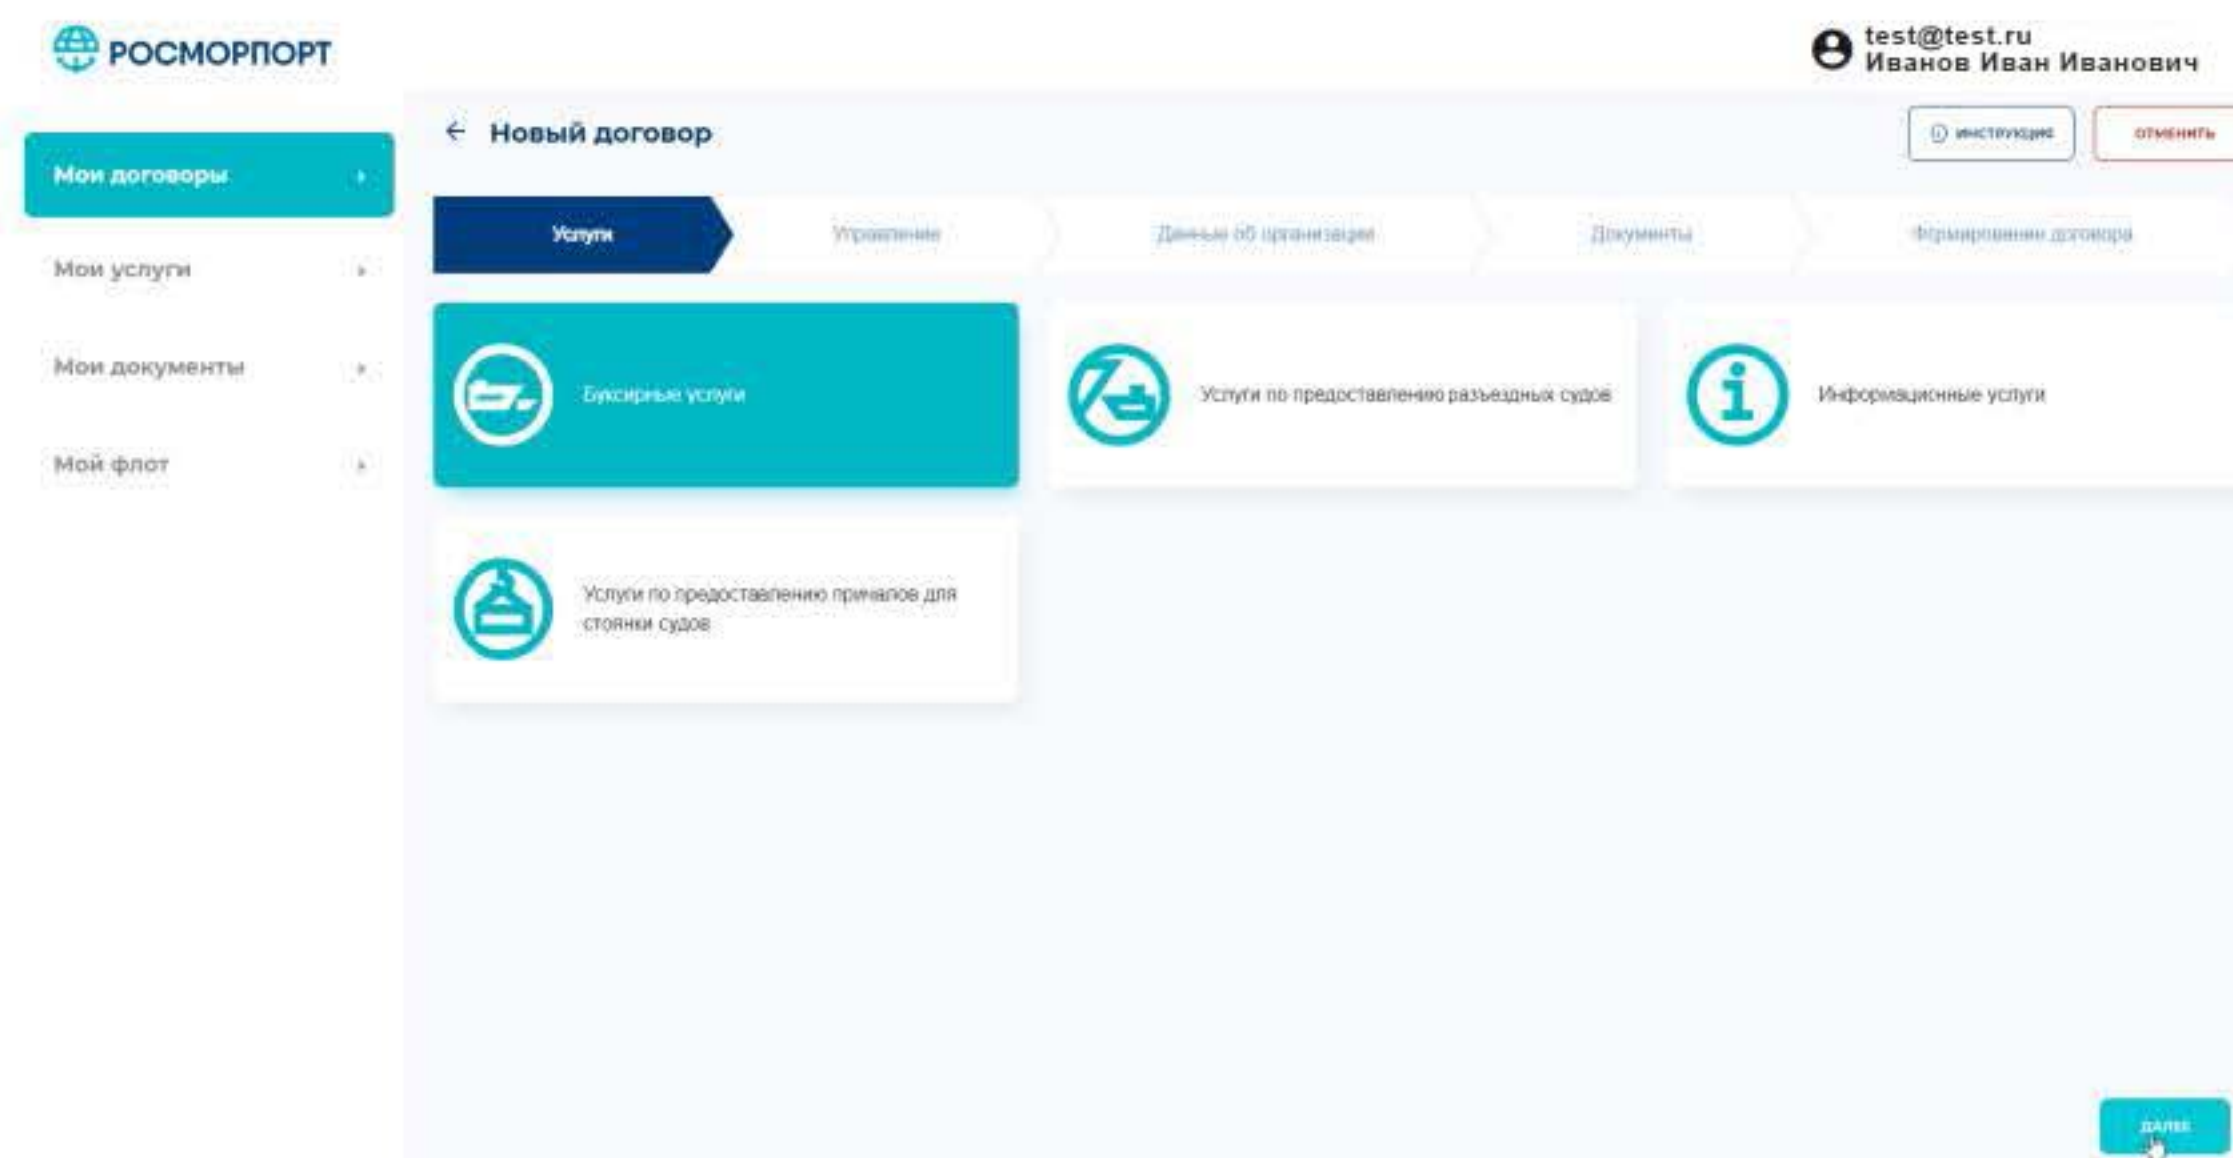 РОСМОРПОРТ
test@test.ru
Иванов Иван Иванович
Мои договоры
Мои услуги
Мои документы
Мой флот
← Новый договор
ИНСТРУКЦИЯ
ОТМЕНИТЬ
Услуги
Управление
Данные об организации
Документы
Формирование договора
Буксирные услуги
Услуги по предоставлению разъездных судов
Информационные услуги
Услуги по предоставлению причалов для
стоянки судов
ДАЛЕЕ